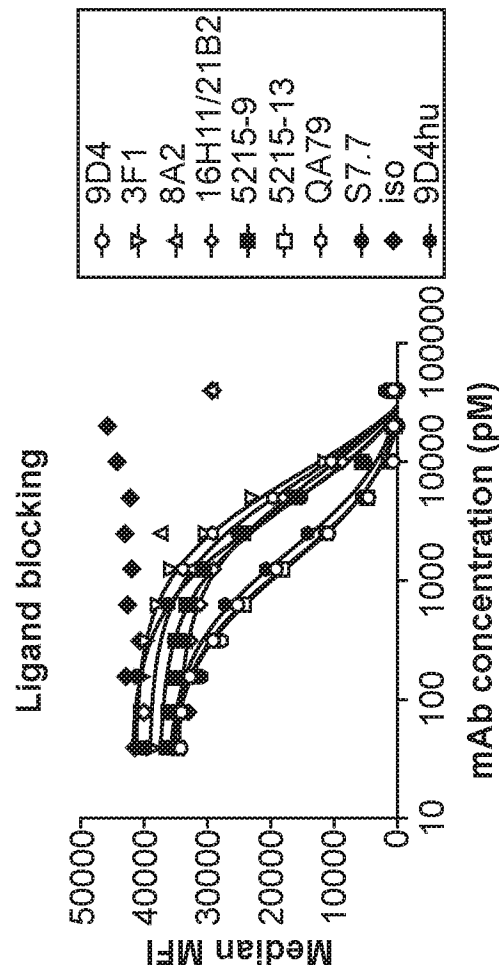 Ligand blocking
Median MFI
50000
40000
30000
20000
10000
0
10
100
1000
10000
100000
mAb concentration (pM)
9D4
3F1
8A2
16H11/21B2
5215-9
5215-13
QA79
S7.7
iso
9D4hu